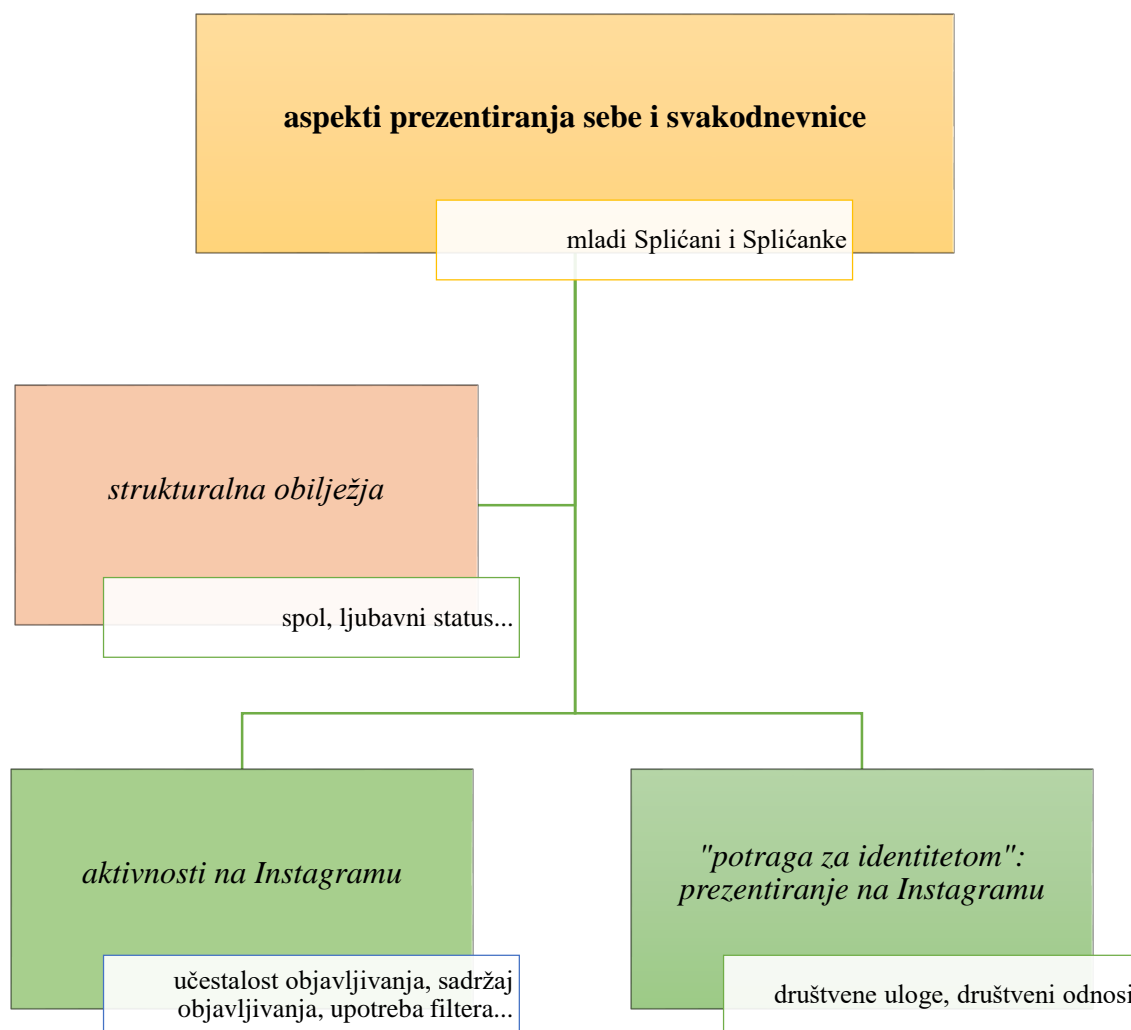 aspekti prezentiranja sebe i svakodnevnice
mladi Splićani i Splićanke
strukturalna obilježja
spol, ljubavni status...
aktivnosti na Instagramu
učestalost objavljivanja, sadržaj
objavljivanja, upotreba filtera...
"potraga za identitetom":
prezentiranje na Instagramu
društvene uloge, društveni odnosi